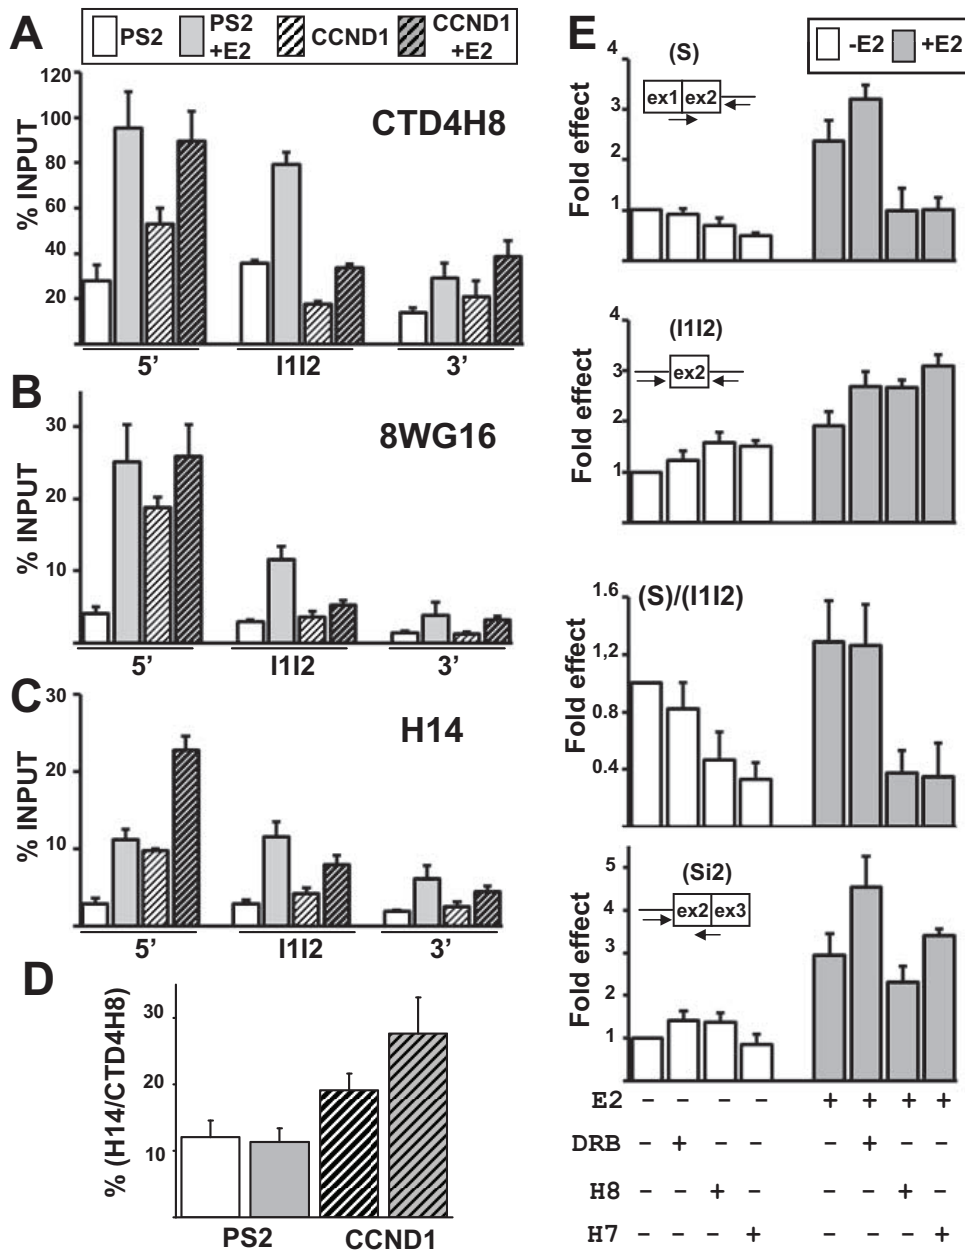 A
PS2 PS2 +E2 CCND1 CCND1 +E2
CTD4H8
% INPUT
120
100
80
60
40
20
5’ I1I2 3’
B
8WG16
% INPUT
30
20
10
5’ I1I2 3’
C
H14
% INPUT
30
20
10
5’ I1I2 3’
D
% (H14/CTD4H8)
30
20
10
PS2 CCND1
E
-E2 +E2
(S)
ex1 ex2
Fold effect
4
3
2
1
(I1I2)
ex2
Fold effect
4
3
2
1
(S)/(I1I2)
Fold effect
1.6
1,2
0.8
0.4
(Si2)
ex2 ex3
Fold effect
5
4
3
2
1
E2 – – – – + + + +
DRB – + – – – + – –
H8 – – + – – – + –
H7 – – – + – – – +